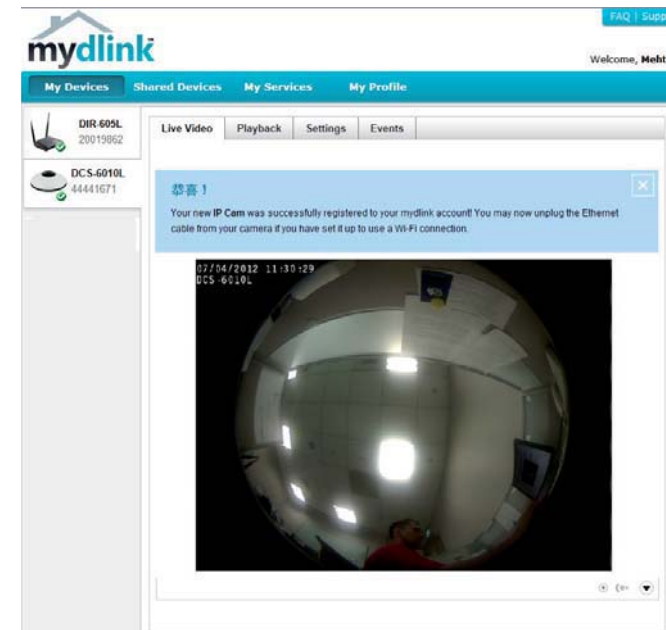 FAQ | Supp
mydlink
Welcome, Meht
My Devices Shared Devices My Services My Profile
DIR-605L
20019862
DCS-6010L
44441671
Live Video Playback Settings Events
恭喜！
Your new IP Cam was successfully registered to your mydlink account! You may now unplug the Ethernet
cable from your camera if you have set it up to use a Wi-Fi connection.
07/04/2012 11:30:29
DCS-6010L